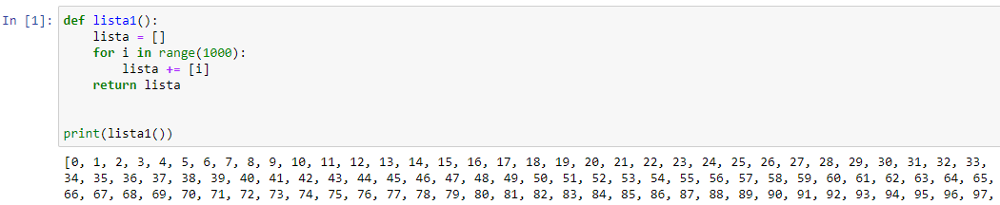 In [1]: def lista1():
    lista = []
    for i in range(1000):
        lista += [i]
    return lista
print(lista1())
[0, 1, 2, 3, 4, 5, 6, 7, 8, 9, 10, 11, 12, 13, 14, 15, 16, 17, 18, 19, 20, 21, 22, 23, 24, 25, 26, 27, 28, 29, 30, 31, 32, 33,
34, 35, 36, 37, 38, 39, 40, 41, 42, 43, 44, 45, 46, 47, 48, 49, 50, 51, 52, 53, 54, 55, 56, 57, 58, 59, 60, 61, 62, 63, 64, 65,
66, 67, 68, 69, 70, 71, 72, 73, 74, 75, 76, 77, 78, 79, 80, 81, 82, 83, 84, 85, 86, 87, 88, 89, 90, 91, 92, 93, 94, 95, 96, 97,